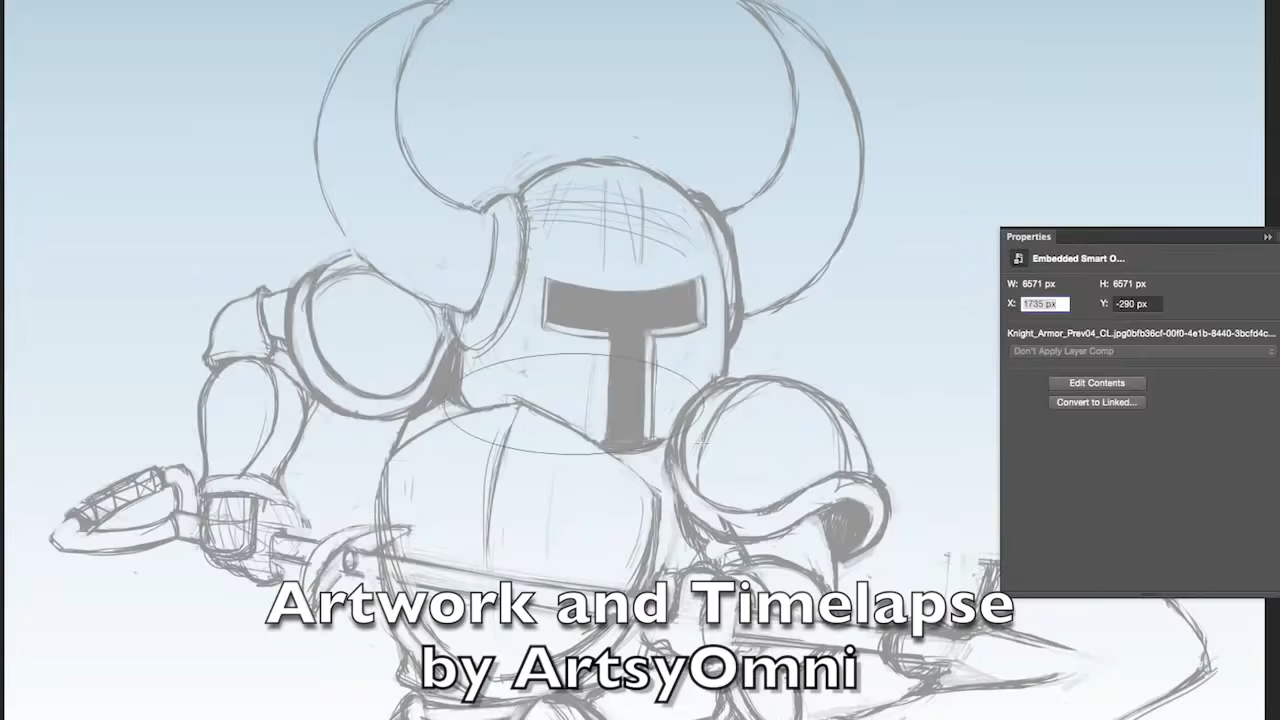 Properties
Embedded Smart O...
W: 6571 px H: 6571 px
X: 1735 px Y: -290 px
Knight_Armor_Prev04_CL.jpg0bfb36cf-00f0-4e1b-8440-3bcfd4c...
Don't Apply Layer Comp
Edit Contents
Convert to Linked...
Artwork and Timelapse
by ArtsyOmni